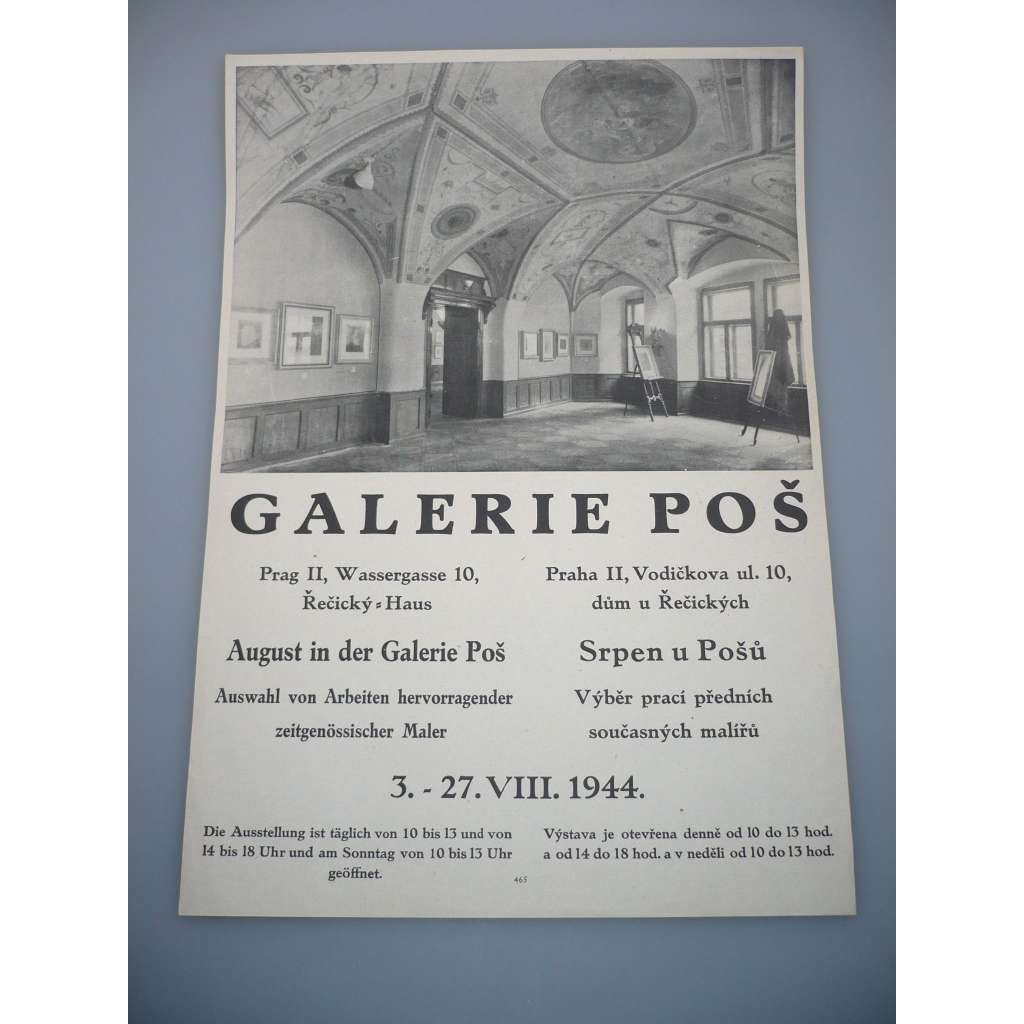 GALERIE POŠ
Prag II, Wassergasse 10,
Řečický-Haus
August in der Galerie Poš
Auswahl von Arbeiten hervorragender
zeitgenössischer Maler
Praha II, Vodičkova ul. 10,
dům u Řečických
Srpen u Pošů
Výběr prací předních
současných malířů
3. - 27. VIII. 1944.
Die Ausstellung ist täglich von 10 bis 13 und von
14 bis 18 Uhr und am Sonntag von 10 bis 13 Uhr
geöffnet.
Výstava je otevřena denně od 10 do 13 hod.
a od 14 do 18 hod. a v neděli od 10 do 13 hod.
465